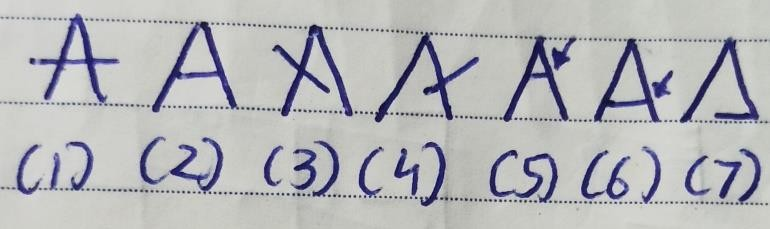 A A A A A A A
(1) (2) (3) (4) (5) (6) (7)